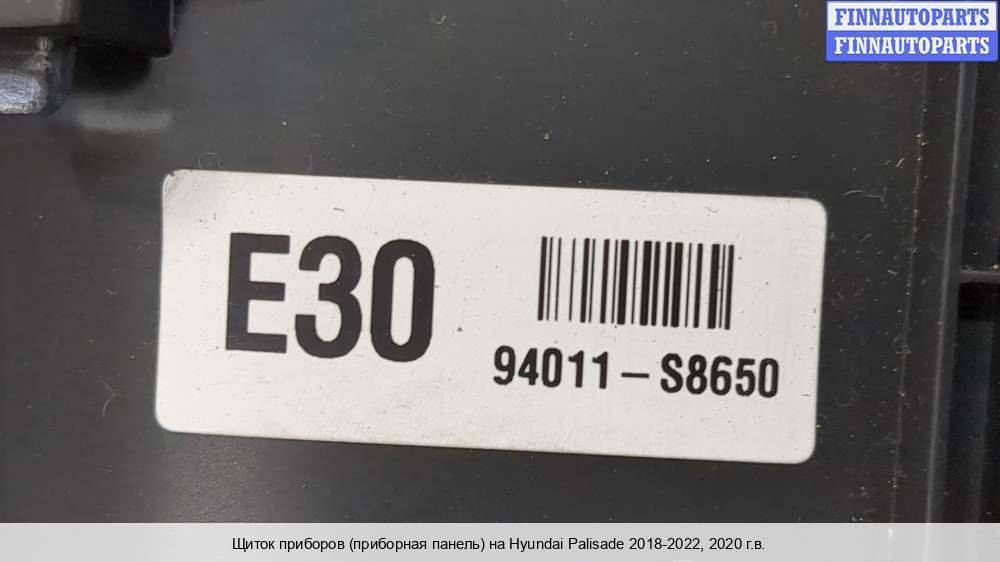 FINNAUTOPARTS
FINNAUTOPARTS
E30
94011-S8650
Щиток приборов (приборная панель) на Hyundai Palisade 2018-2022, 2020 г.в.